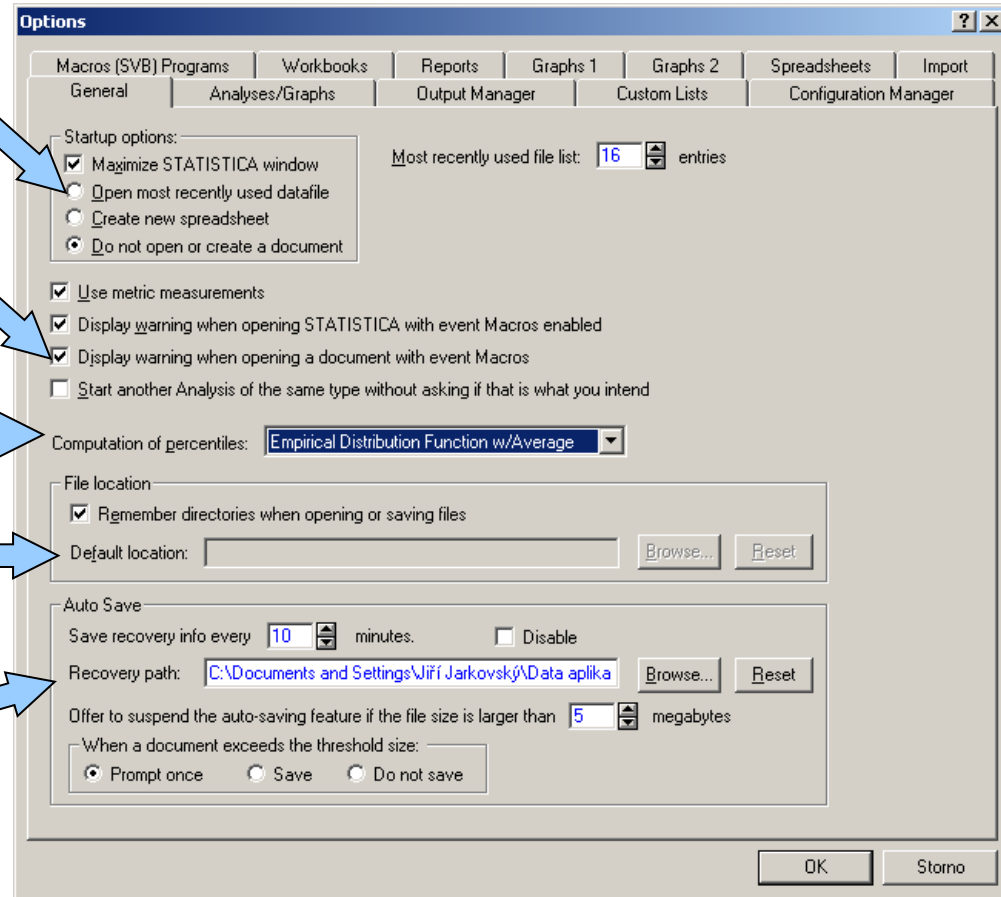 Options
Macros (SVB) Programs Workbooks Reports Graphs 1 Graphs 2 Spreadsheets Import
General Analyses/Graphs Output Manager Custom Lists Configuration Manager
Startup options:
Maximize STATISTICA window
Most recently used file list: 16 entries
Open most recently used datafile
Create new spreadsheet
Do not open or create a document
Use metric measurements
Display warning when opening STATISTICA with event Macros enabled
Display warning when opening a document with event Macros
Start another Analysis of the same type without asking if that is what you intend
Computation of percentiles: Empirical Distribution Function w/Average
File location
Remember directories when opening or saving files
Default location: Browse... Reset
Auto Save
Save recovery info every 10 minutes. Disable
Recovery path: C:\Documents and Settings\Jiří Jarkovský\Data aplika Browse... Reset
Offer to suspend the auto-saving feature if the file size is larger than 5 megabytes
When a document exceeds the threshold size:
Prompt once Save Do not save
OK Storno